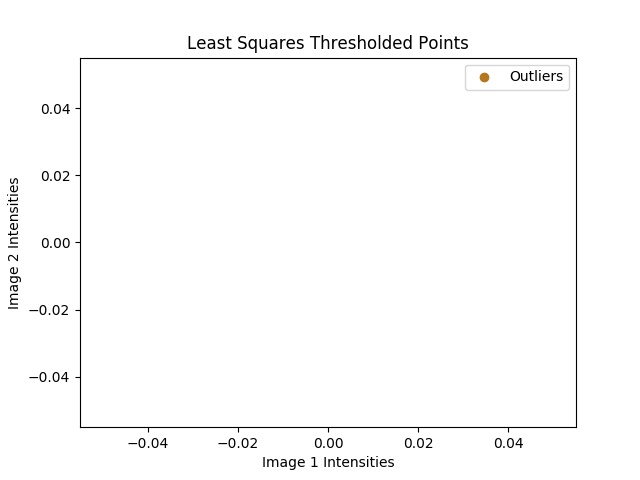 Least Squares Thresholded Points
Outliers
0.04
0.02
0.00
−0.02
−0.04
Image 2 Intensities
−0.04 −0.02 0.00 0.02 0.04
Image 1 Intensities